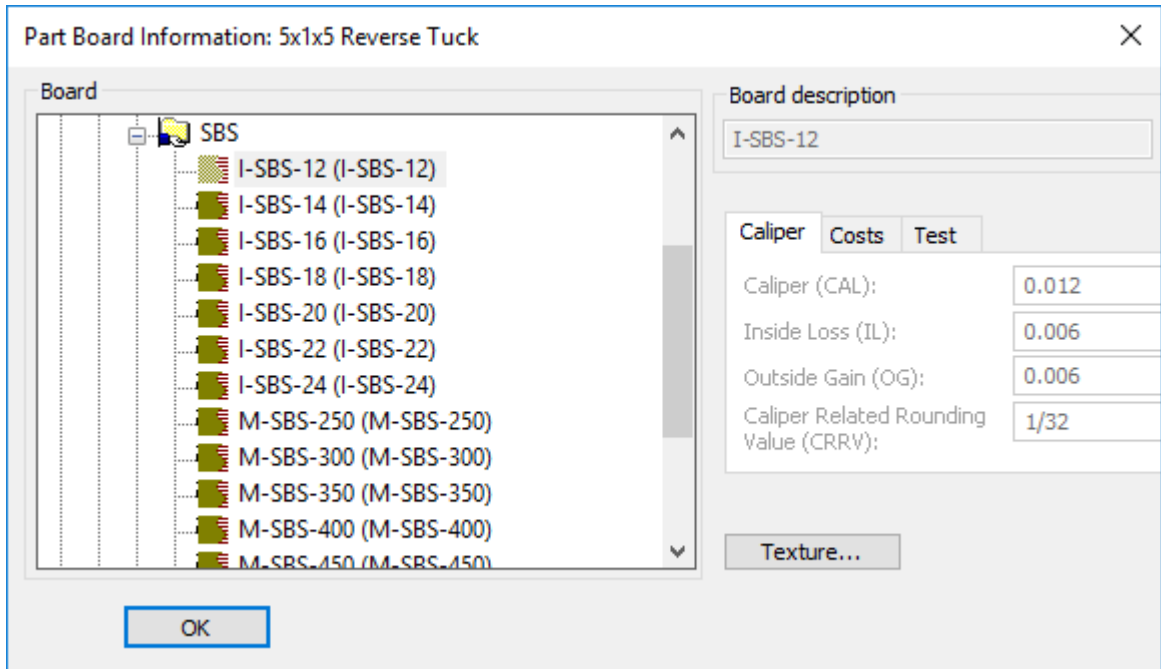 Part Board Information: 5x1x5 Reverse Tuck
Board
SBS
I-SBS-12 (I-SBS-12)
I-SBS-14 (I-SBS-14)
I-SBS-16 (I-SBS-16)
I-SBS-18 (I-SBS-18)
I-SBS-20 (I-SBS-20)
I-SBS-22 (I-SBS-22)
I-SBS-24 (I-SBS-24)
M-SBS-250 (M-SBS-250)
M-SBS-300 (M-SBS-300)
M-SBS-350 (M-SBS-350)
M-SBS-400 (M-SBS-400)
M-SBS-450 (M-SBS-450)
OK
Board description
I-SBS-12
Caliper Costs Test
Caliper (CAL): 0.012
Inside Loss (IL): 0.006
Outside Gain (OG): 0.006
Caliper Related Rounding 1/32
Value (CRRV):
Texture...